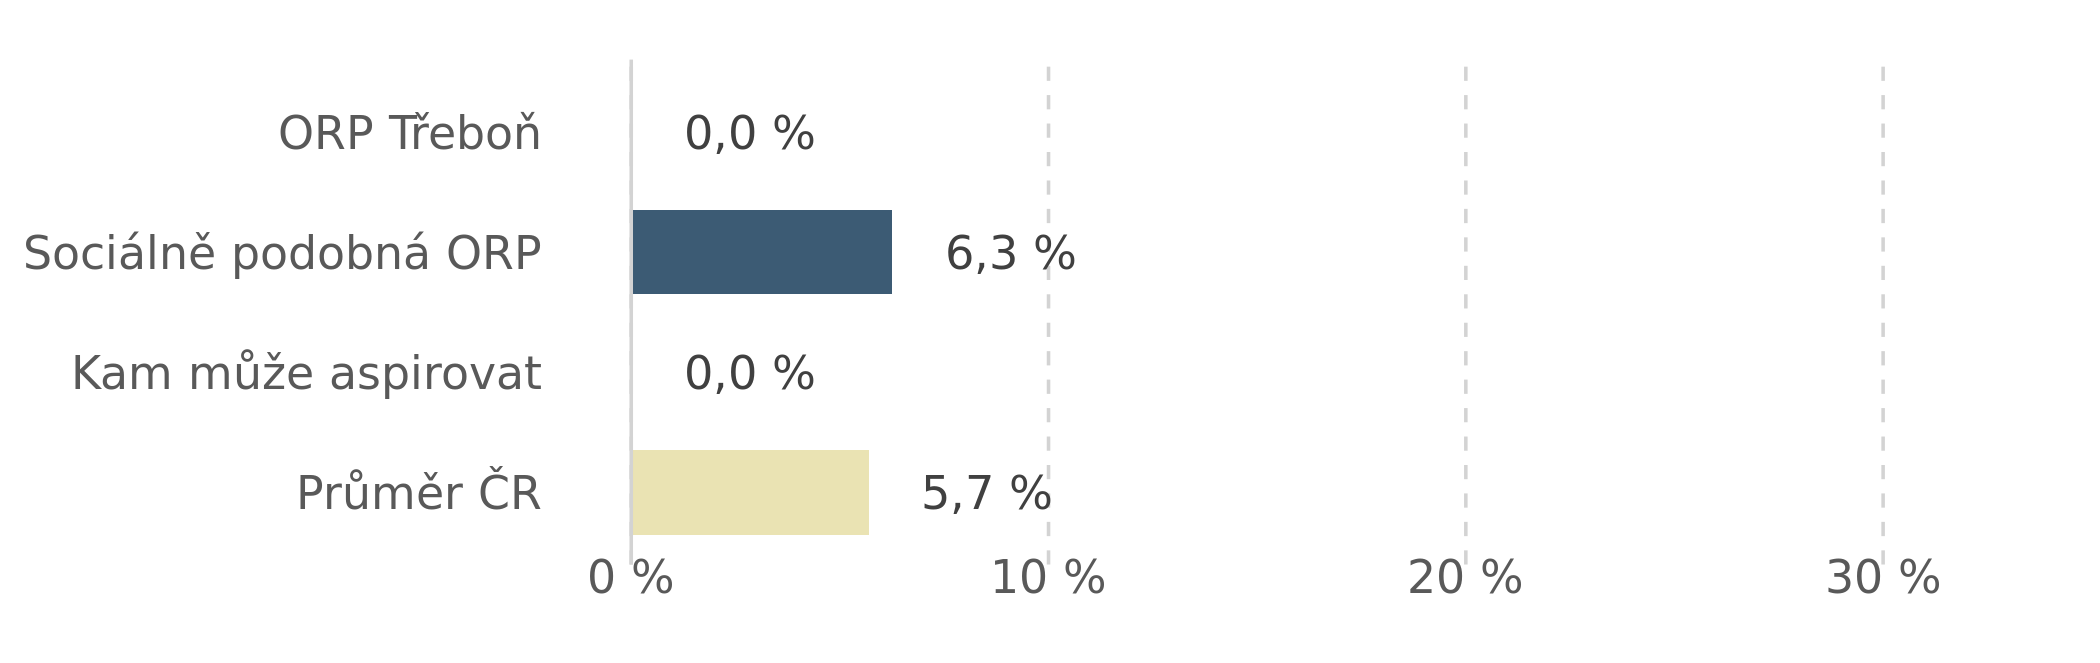 ORP Třeboň 0,0 %
Sociálně podobná ORP 6,3 %
Kam může aspirovat 0,0 %
Průměr ČR 5,7 %
0 % 10 % 20 % 30 %